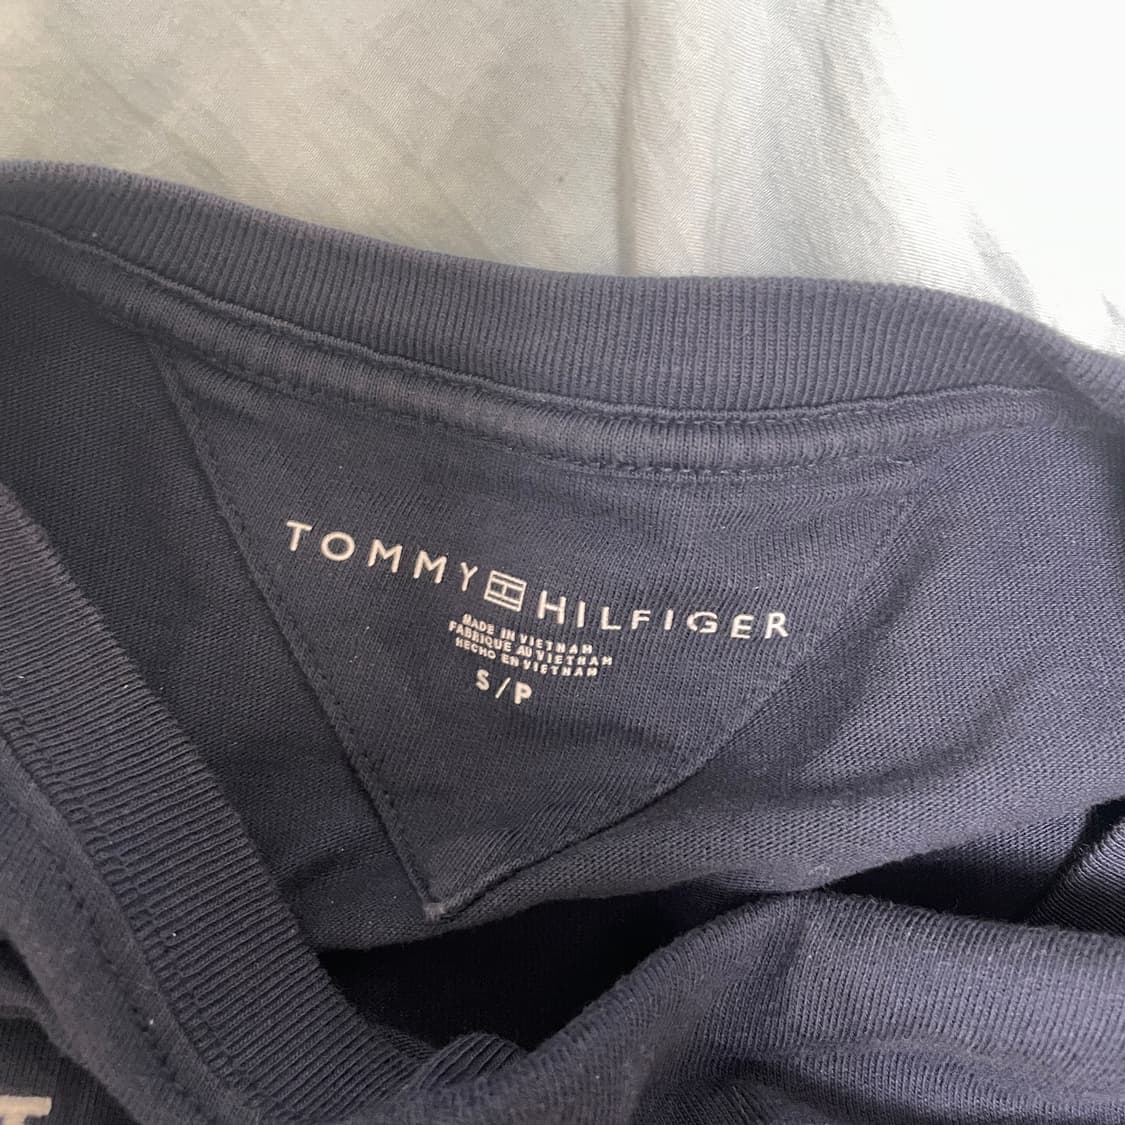 TOMMY HILFIGER
MADE IN VIETNAM
FABRIQUE AU VIETNAM
HECHO EN VIETNAM
S/P